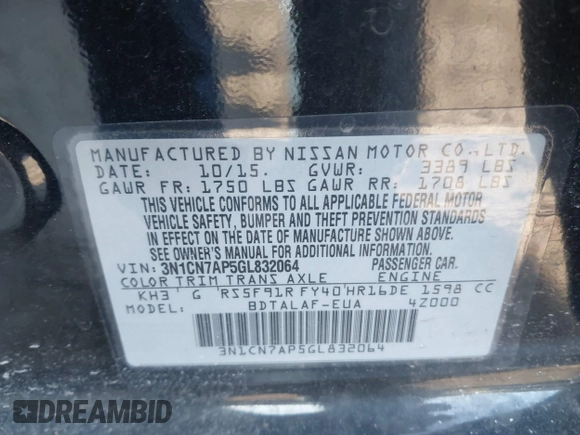 MANUFACTURED BY NISSAN MOTOR CO.,LTD.
DATE: 10/15. GVWR: 3389 LBS
GAWR FR: 1750 LBS GAWR RR: 1708 LBS
THIS VEHICLE CONFORMS TO ALL APPLICABLE FEDERAL MOTOR
VEHICLE SAFETY, BUMPER AND THEFT PREVENTION STANDARDS
IN EFFECT ON THE DATE OF MANUFACTURE SHOWN ABOVE.
SEE OWNER'S MANUAL FOR ADDITIONAL INFORMATION.
VIN: 3N1CN7AP5GL832064 PASSENGER CAR.
COLOR TRIM TRANS AXLE ENGINE
KH3 G RS5F91R FY40 HR16DE 1598 CC
MODEL: BDTALAF-EUA 4Z000
3N1CN7AP5GL832064
DREAMBID